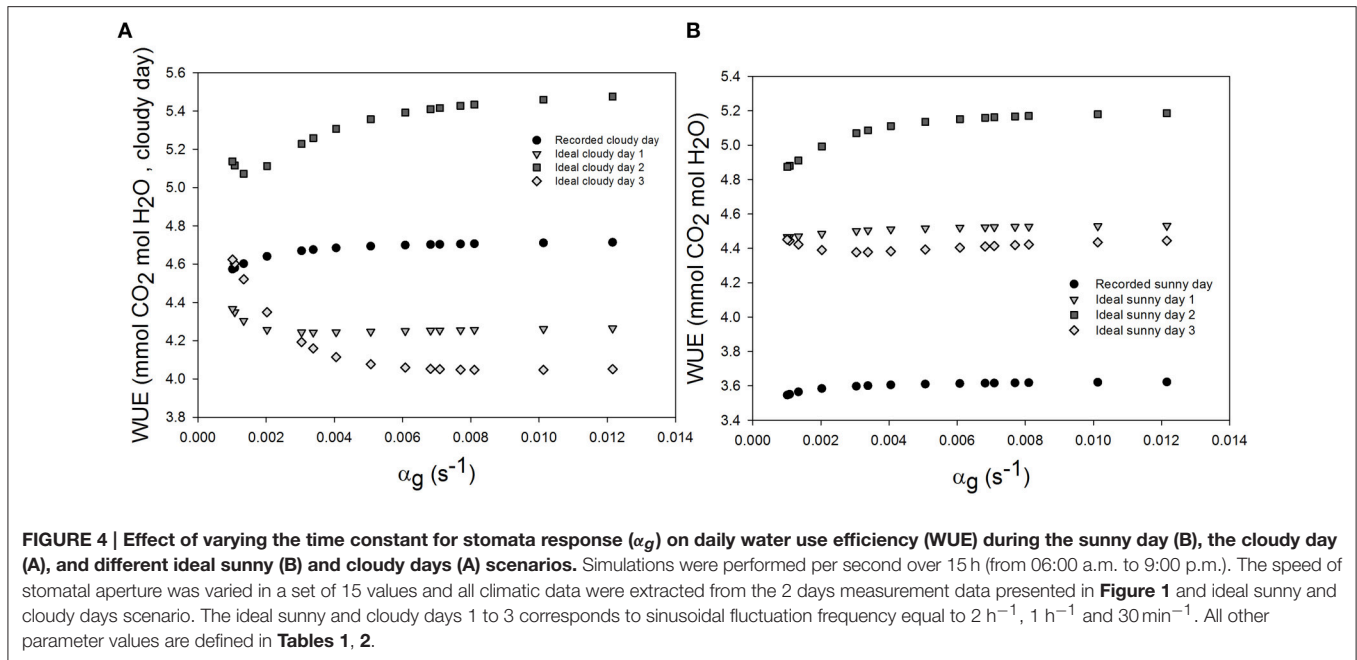 A
WUE (mmol CO2 mol H2O , cloudy day)
5.6
5.4
5.2
5.0
4.8
4.6
4.4
4.2
4.0
3.8
Recorded cloudy day
Ideal cloudy day 1
Ideal cloudy day 2
Ideal cloudy day 3
0.000 0.002 0.004 0.006 0.008 0.010 0.012 0.014
αg (s-1)
B
WUE (mmol CO2 mol H2O)
5.4
5.2
5.0
4.8
4.6
4.4
4.2
4.0
3.8
3.6
3.4
Recorded sunny day
Ideal sunny day 1
Ideal sunny day 2
Ideal sunny day 3
0.000 0.002 0.004 0.006 0.008 0.010 0.012 0.014
αg (s-1)
FIGURE 4 | Effect of varying the time constant for stomata response (αg) on daily water use efficiency (WUE) during the sunny day (B), the cloudy day
(A), and different ideal sunny (B) and cloudy days (A) scenarios. Simulations were performed per second over 15 h (from 06:00 a.m. to 9:00 p.m.). The speed of
stomatal aperture was varied in a set of 15 values and all climatic data were extracted from the 2 days measurement data presented in Figure 1 and ideal sunny and
cloudy days scenario. The ideal sunny and cloudy days 1 to 3 corresponds to sinusoidal fluctuation frequency equal to 2 h−1, 1 h−1 and 30 min−1. All other
parameter values are defined in Tables 1, 2.